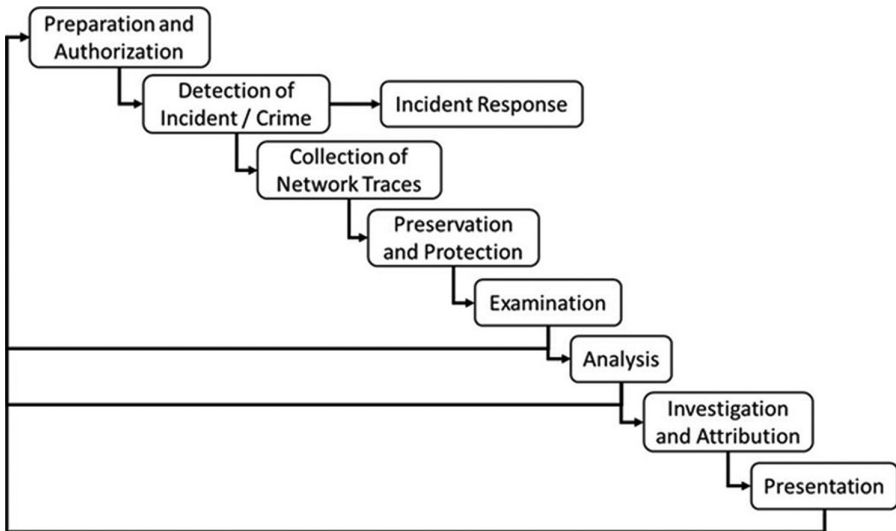 Preparation and
Authorization
Detection of
Incident / Crime
Incident Response
Collection of
Network Traces
Preservation
and Protection
Examination
Analysis
Investigation
and Attribution
Presentation